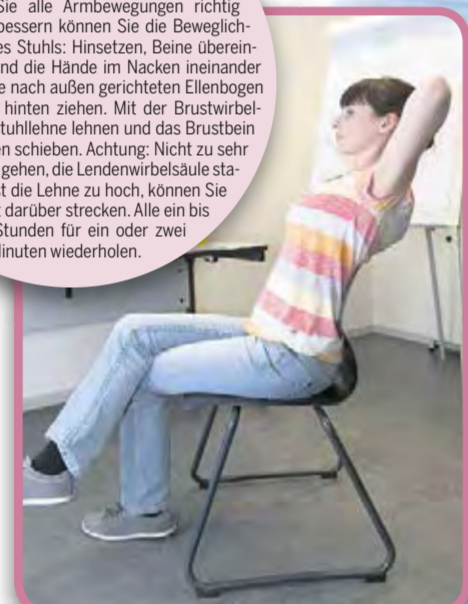 Sie alle Armbewegungen richtig
bessern können Sie die Beweglich-
es Stuhls: Hinsetzen, Beine überein-
nd die Hände im Nacken ineinander
e nach außen gerichteten Ellenbogen
hinten ziehen. Mit der Brustwirbel-
tuhllehne lehnen und das Brustbein
en schieben. Achtung: Nicht zu sehr
gehen, die Lendenwirbelsäule sta-
st die Lehne zu hoch, können Sie
t darüber strecken. Alle ein bis
Stunden für ein oder zwei
Minuten wiederholen.